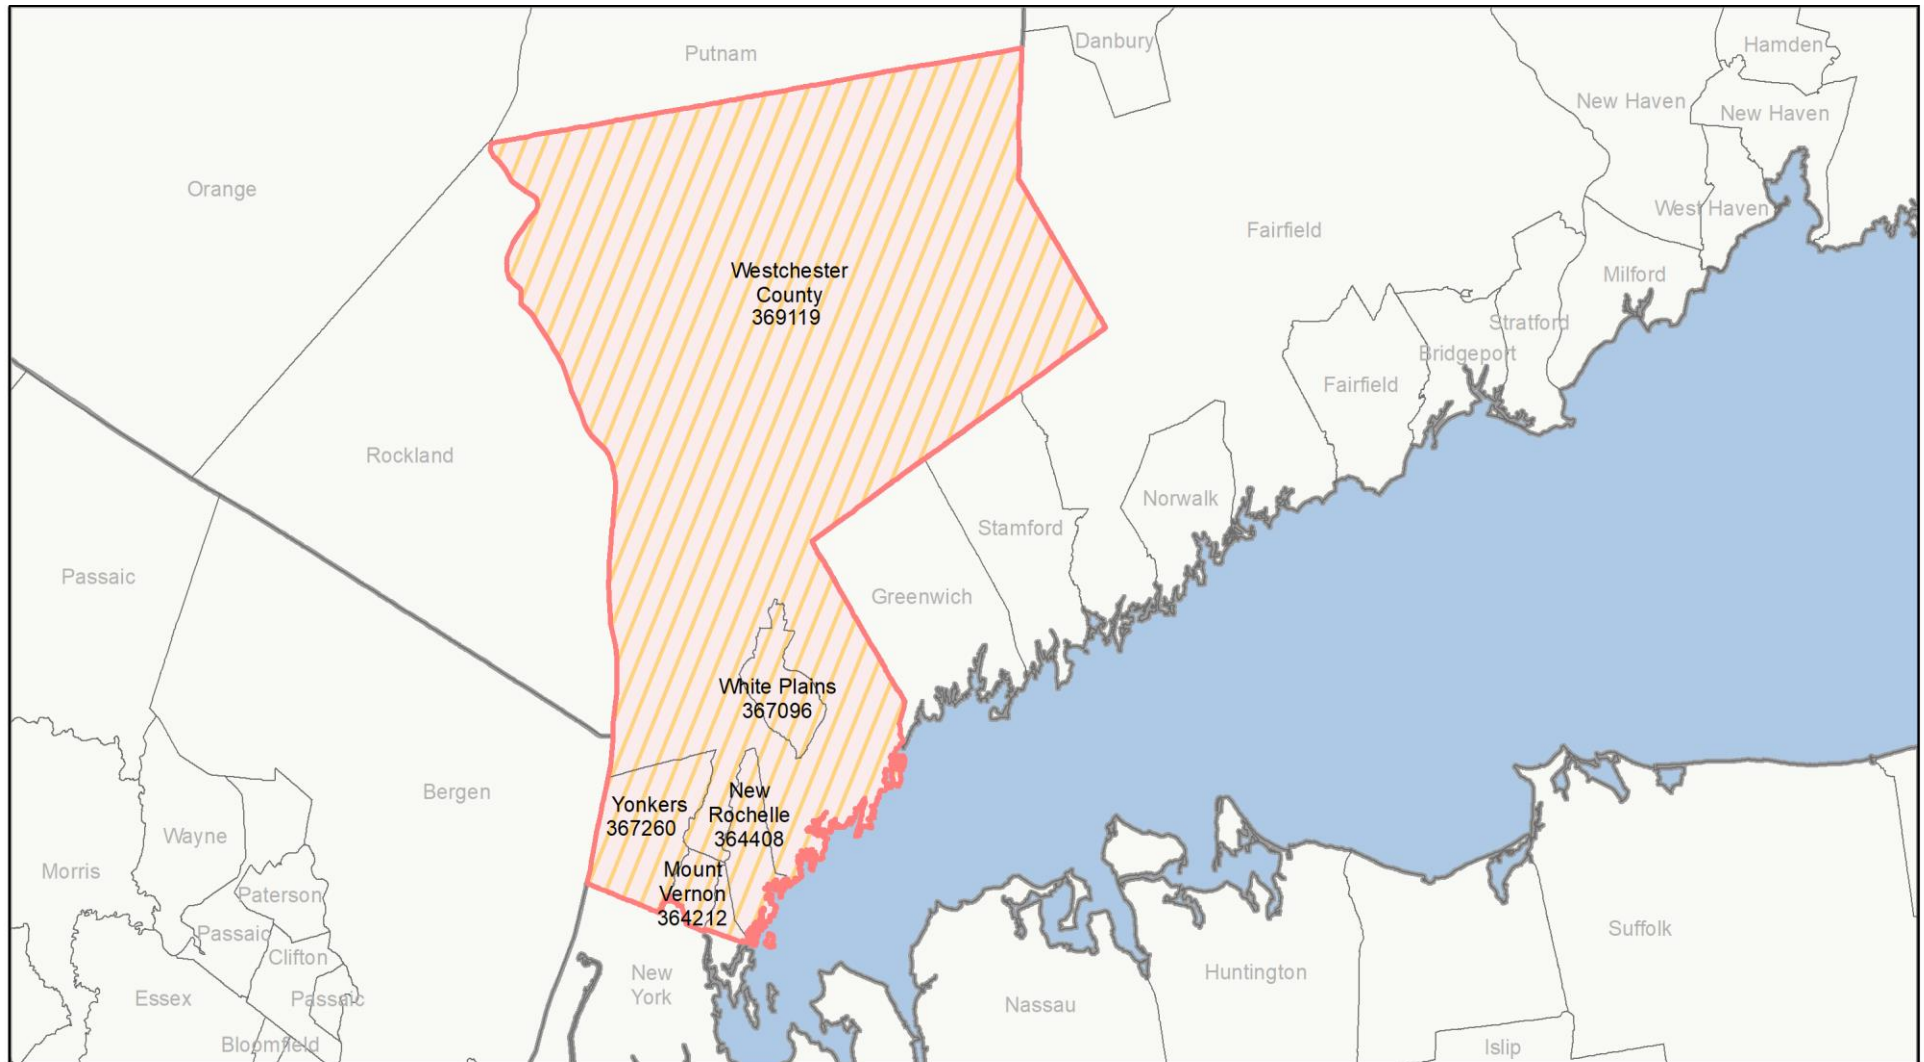 Putnam
Danbury
Hamden
New Haven
New Haven
Orange
West Haven
Fairfield
Westchester
County
369119
Milford
Stratford
Bridgeport
Fairfield
Rockland
Norwalk
Stamford
Passaic
Greenwich
White Plains
367096
Bergen
Yonkers
367260
New
Rochelle
364408
Wayne
Morris
Mount
Vernon
364212
Paterson
Passaic
Clifton
Suffolk
New
York
Huntington
Essex
Passaic
Nassau
Bloomfield
Islip